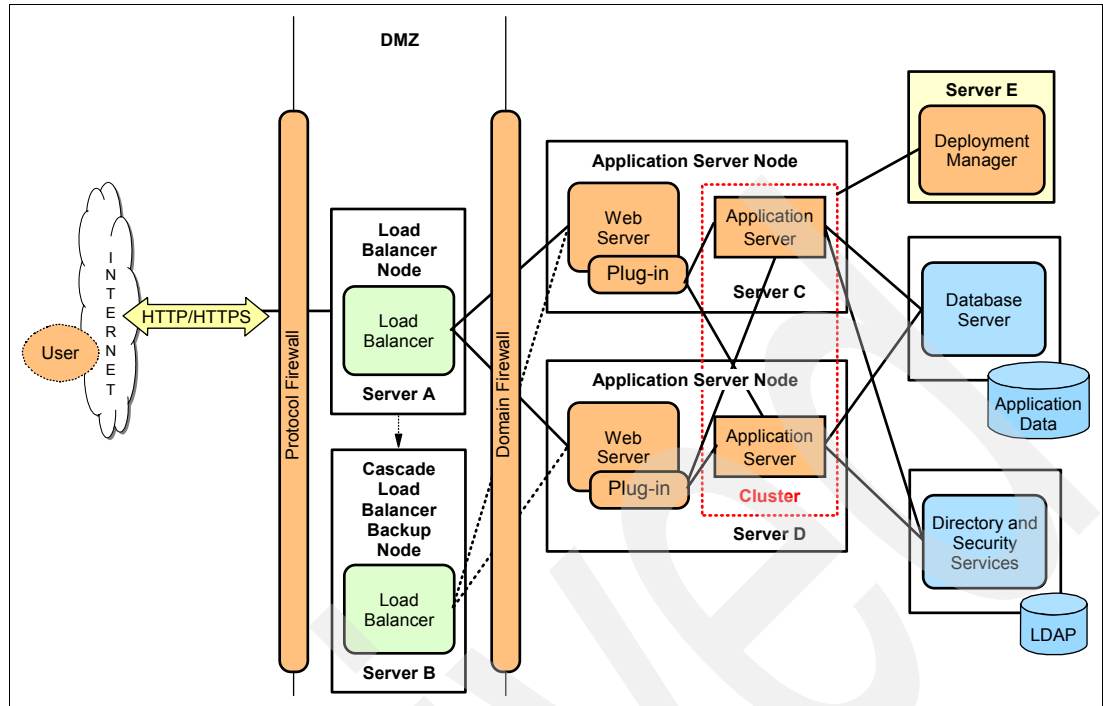 DMZ
INTERNET
User
HTTP/HTTPS
Protocol Firewall
Load
Balancer
Node
Load
Balancer
Server A
Cascade
Load
Balancer
Backup
Node
Load
Balancer
Server B
Domain Firewall
Application Server Node
Web
Server
Plug-in
Application
Server
Server C
Application Server Node
Web
Server
Plug-in
Application
Server
Cluster
Server D
Server E
Deployment
Manager
Database
Server
Application
Data
Directory and
Security
Services
LDAP